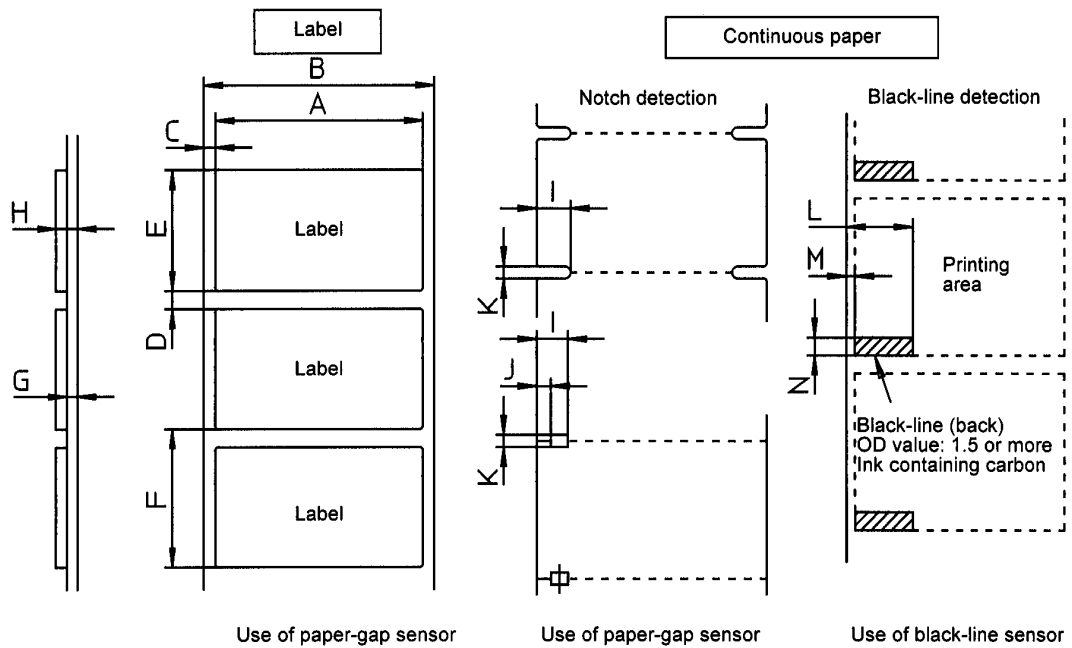 Label
Continuous paper
B
A
C
H
E
Label
D
G
Label
F
Label
Use of paper-gap sensor
Notch detection
I
K
I
J
K
Use of paper-gap sensor
Black-line detection
L
M
Printing
area
N
Black-line (back)
OD value: 1.5 or more
Ink containing carbon
Use of black-line sensor